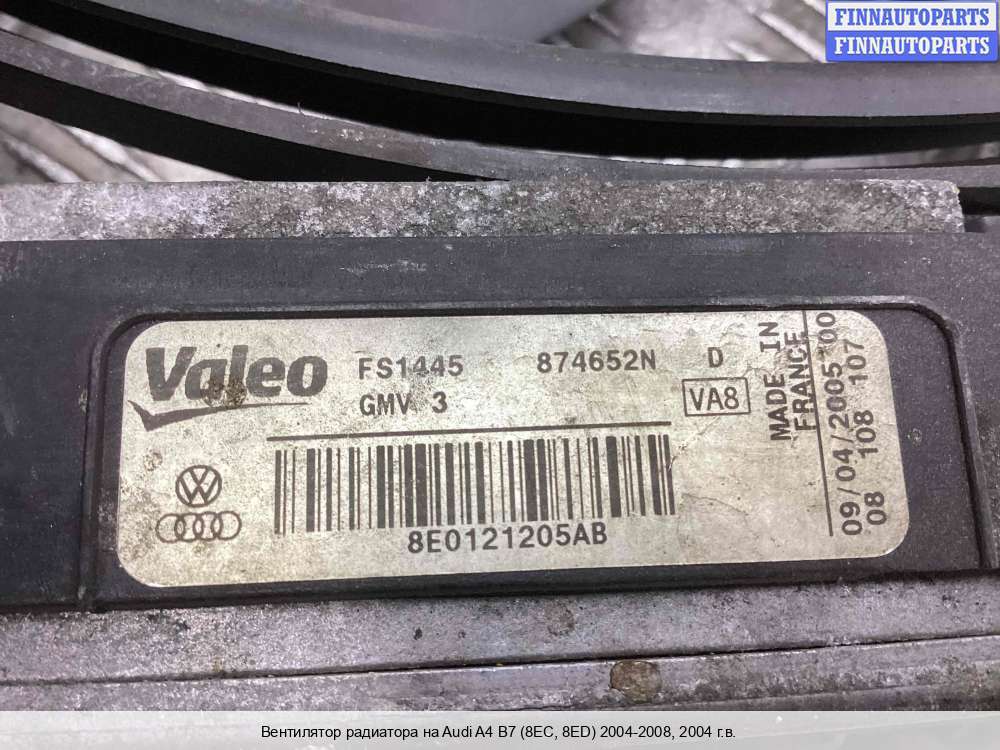 FINNAUTOPARTS
FINNAUTOPARTS
Valeo FS1445 874652N D
GMV 3 VA8
MADE IN
FRANCE
09/04/2005 00
08 108 107
8E0121205AB
Вентилятор радиатора на Audi A4 B7 (8EC, 8ED) 2004-2008, 2004 г.в.